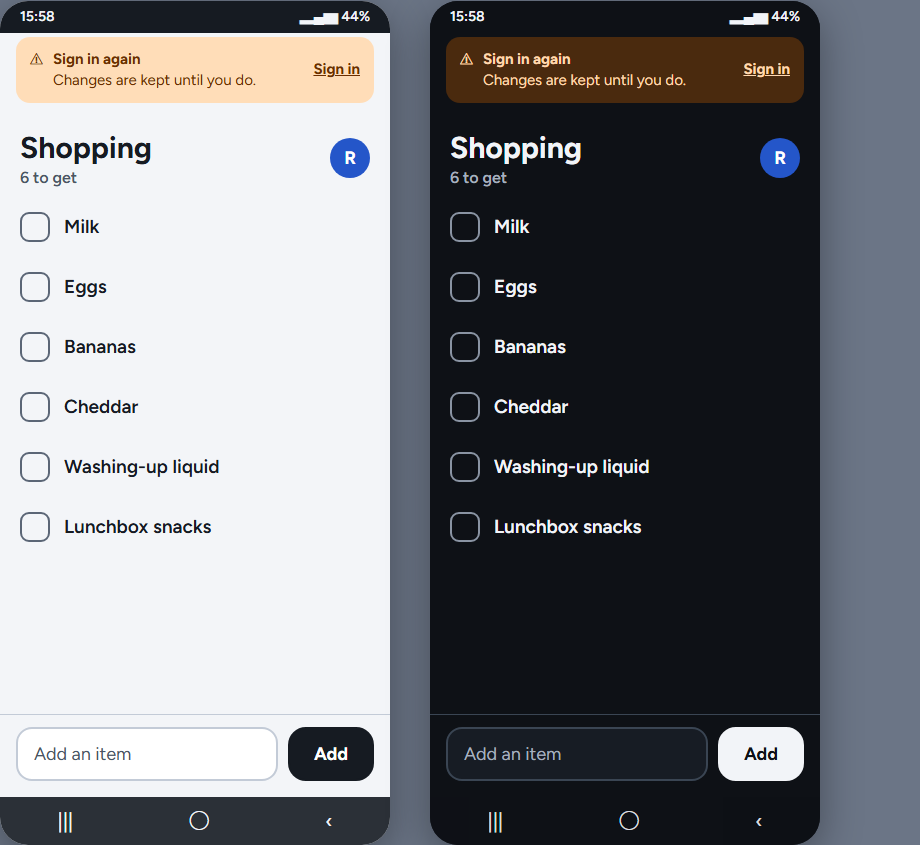 15:58 44%
Sign in again
Changes are kept until you do.
Sign in
Shopping
6 to get
R
Milk
Eggs
Bananas
Cheddar
Washing-up liquid
Lunchbox snacks
Add an item
Add
15:58 44%
Sign in again
Changes are kept until you do.
Sign in
Shopping
6 to get
R
Milk
Eggs
Bananas
Cheddar
Washing-up liquid
Lunchbox snacks
Add an item
Add